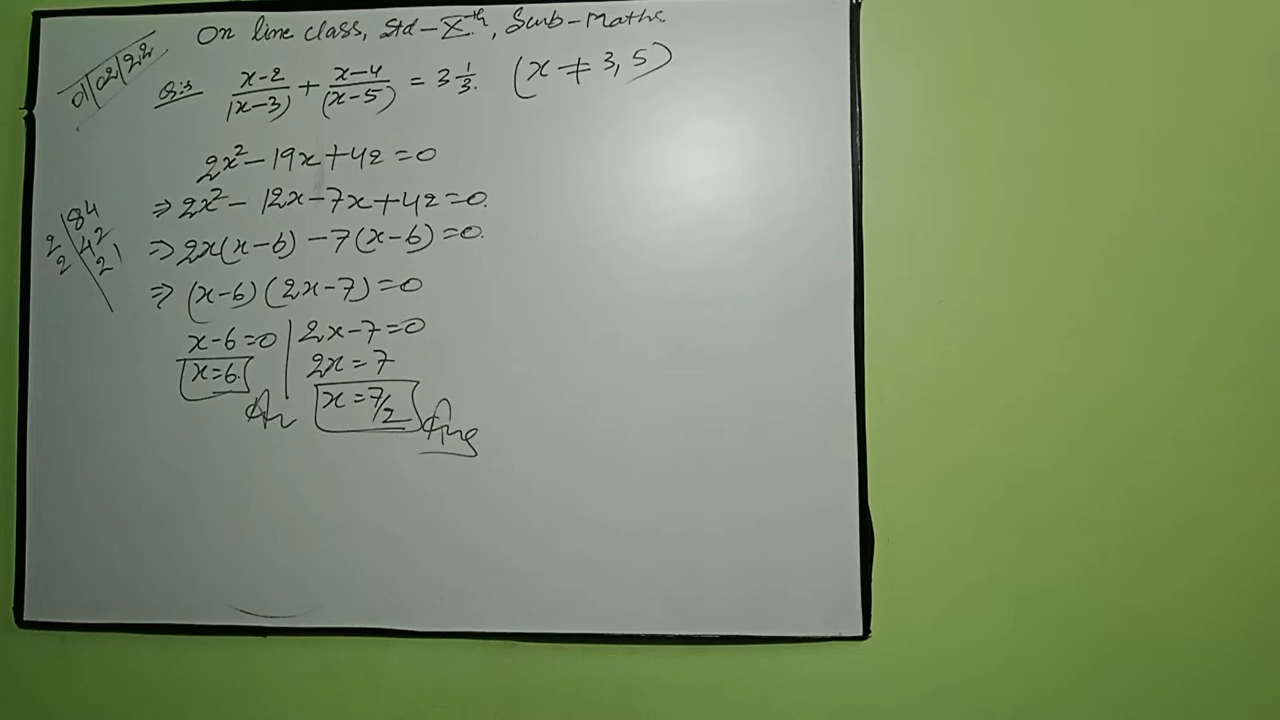 On line class, Std-Xth, Sub-Maths.
01/02/22
Q:3 x-2/(x-3) + x-4/(x-5) = 3 1/3. (x ≠ 3, 5)
2x²-19x+42=0
⇒ 2x²-12x-7x+42=0.
⇒ 2x(x-6)-7(x-6)=0.
⇒ (x-6)(2x-7)=0
x-6=0 | 2x-7=0
x=6. | 2x=7
x=7/2
Ans
2|84
2|42
21